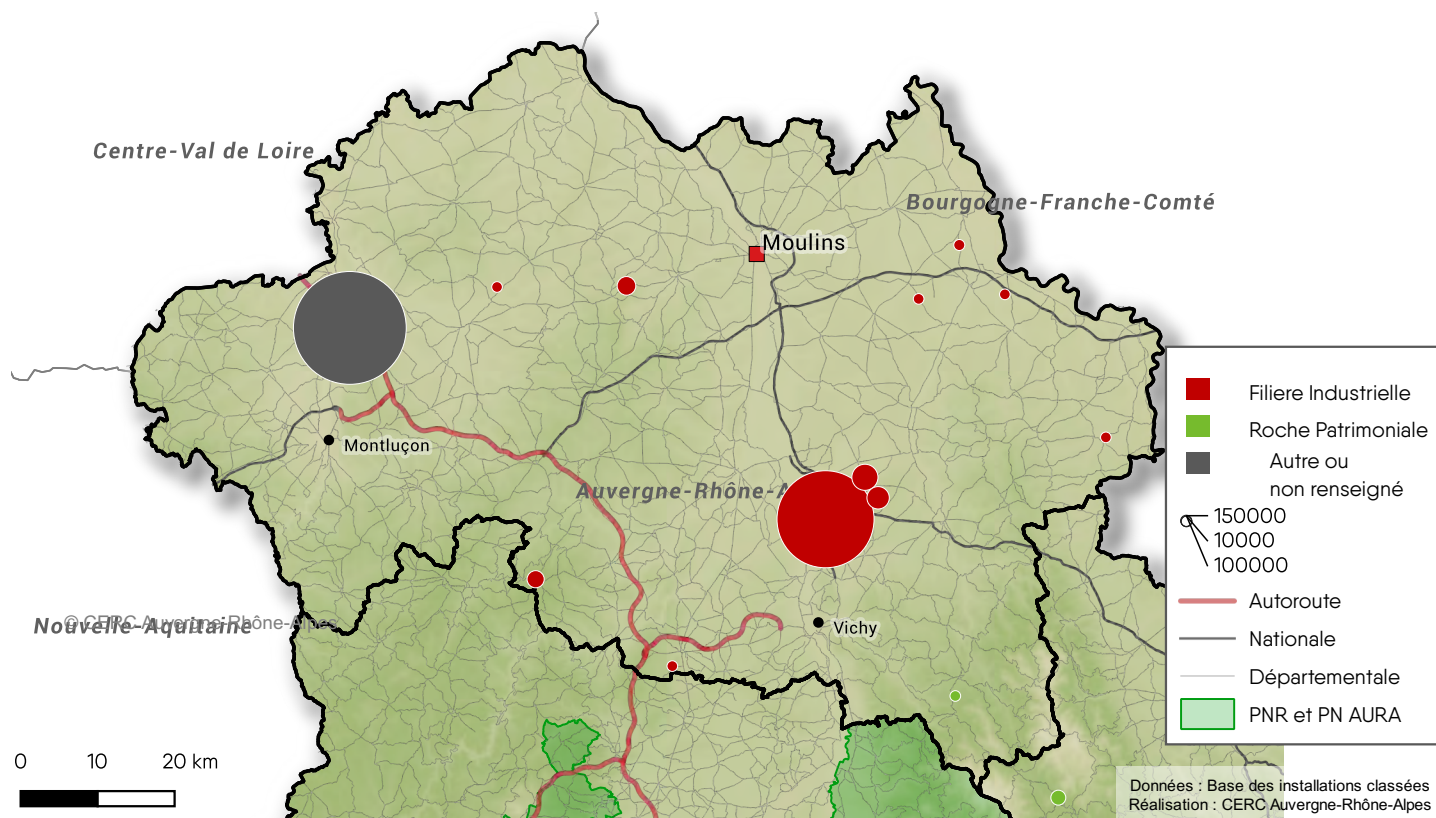 Centre-Val de Loire
Bourgogne-Franche-Comté
Moulins
Montluçon
Auvergne-Rhône-A
Nouvelle-Aquitaine
© CERC Auvergne-Rhône-Alpes
Vichy
Filiere Industrielle
Roche Patrimoniale
Autre ou
non renseigné
150000
10000
100000
Autoroute
Nationale
Départementale
PNR et PN AURA
0 10 20 km
Données : Base des installations classées
Réalisation : CERC Auvergne-Rhône-Alpes